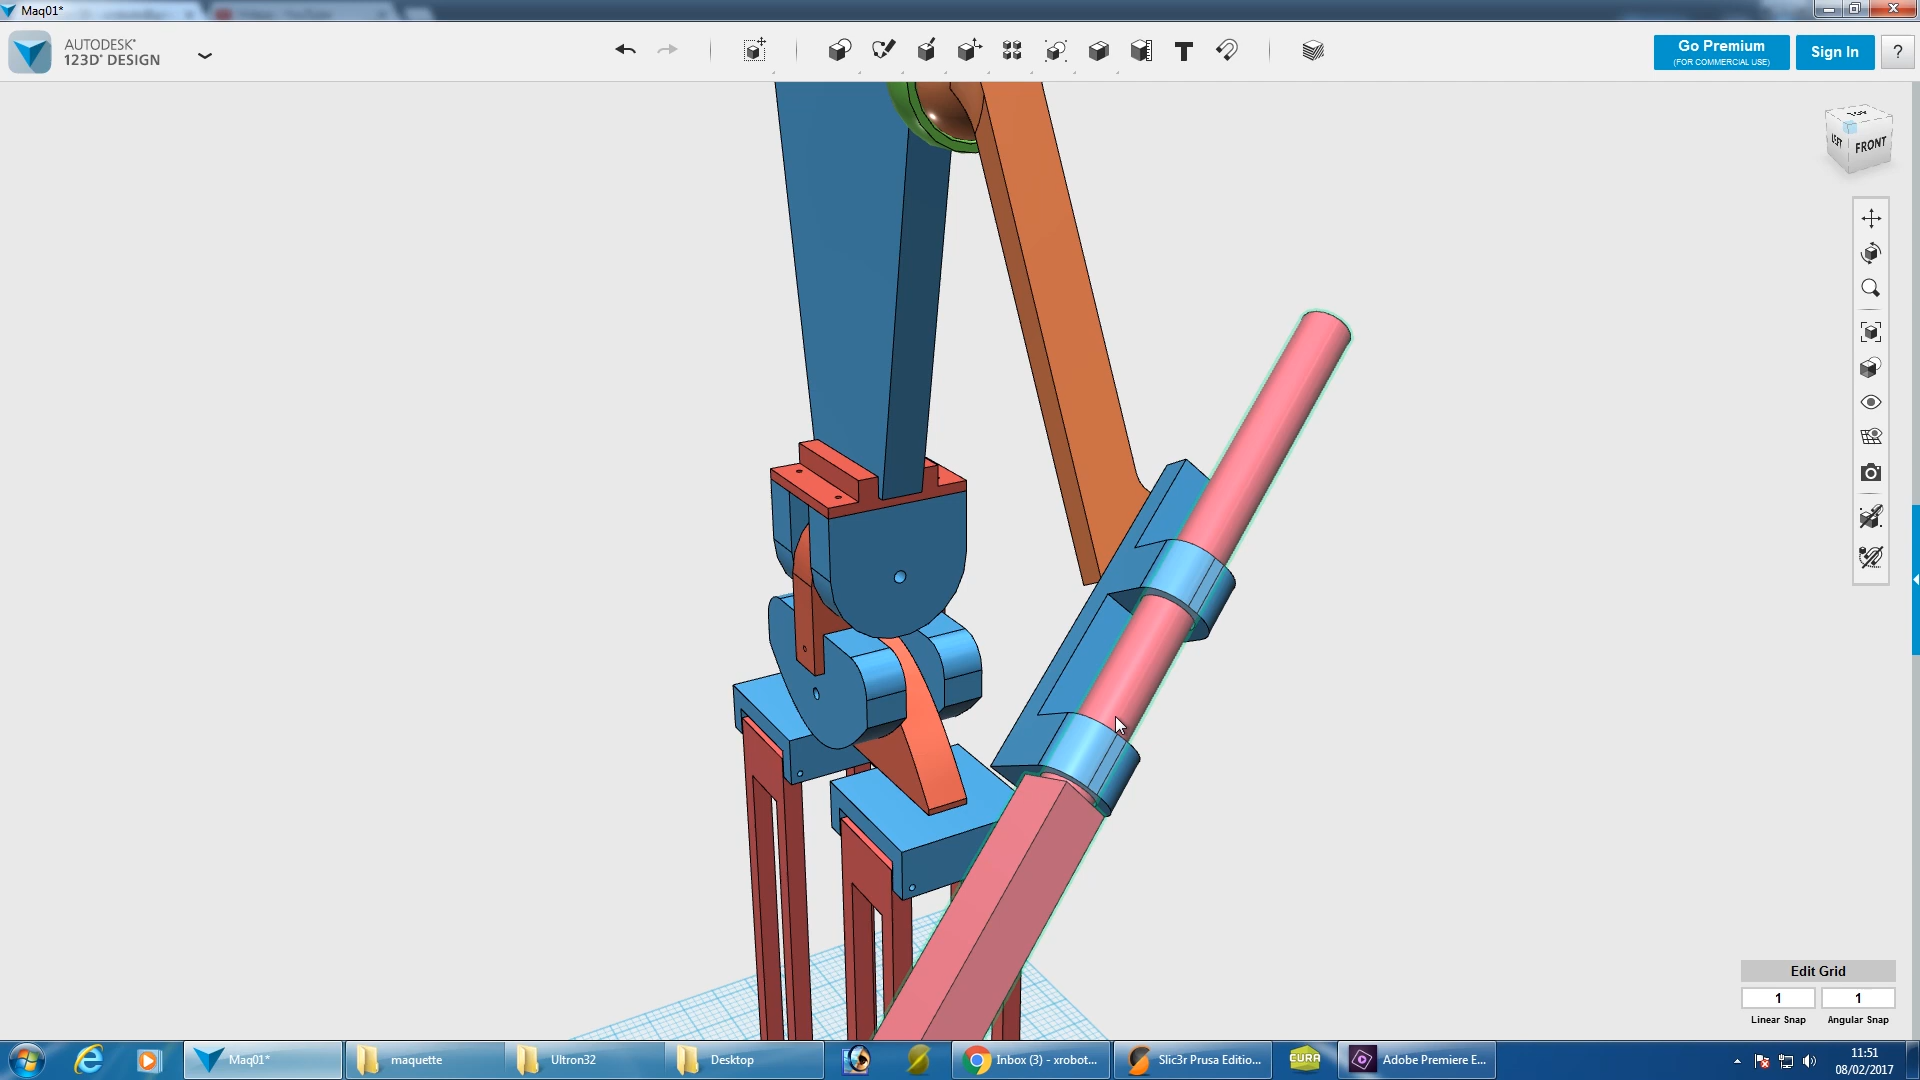 Maq01*
AUTODESK®
123D® DESIGN
Go Premium
(FOR COMMERCIAL USE)
Sign In
?
LEFT
FRONT
Edit Grid
1
1
Linear Snap
Angular Snap
Maq01*
maquette
Ultron32
Desktop
CURA
Inbox (3) - xrobot...
Slic3r Prusa Editio...
Adobe Premiere E...
11:51
08/02/2017